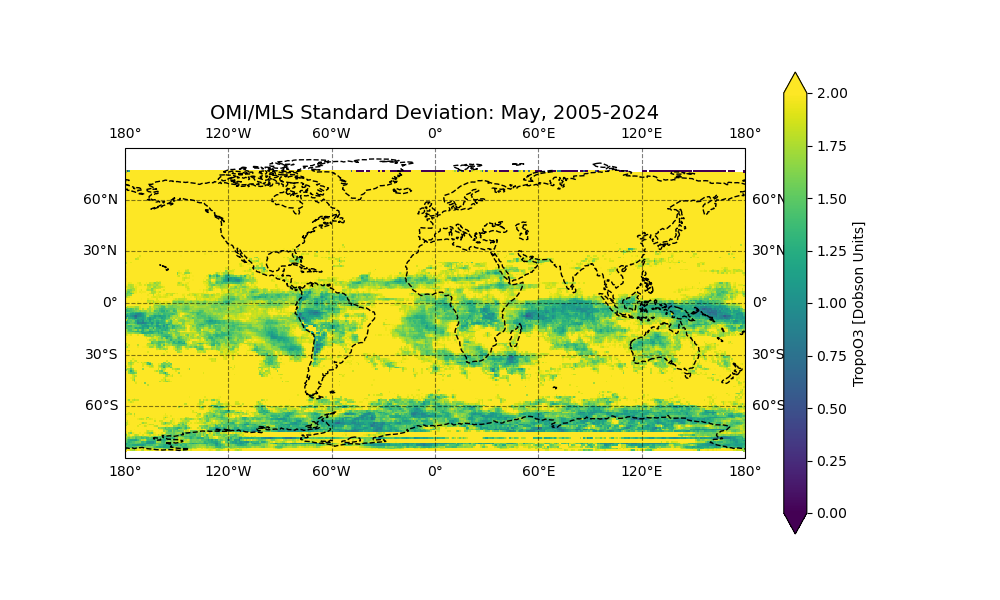 OMI/MLS Standard Deviation: May, 2005-2024
180° 120°W 60°W 0° 60°E 120°E 180°
60°N 60°N
30°N 30°N
0° 0°
30°S 30°S
60°S 60°S
180° 120°W 60°W 0° 60°E 120°E 180°
2.00
1.75
1.50
1.25
1.00
0.75
0.50
0.25
0.00
TropoO3 [Dobson Units]